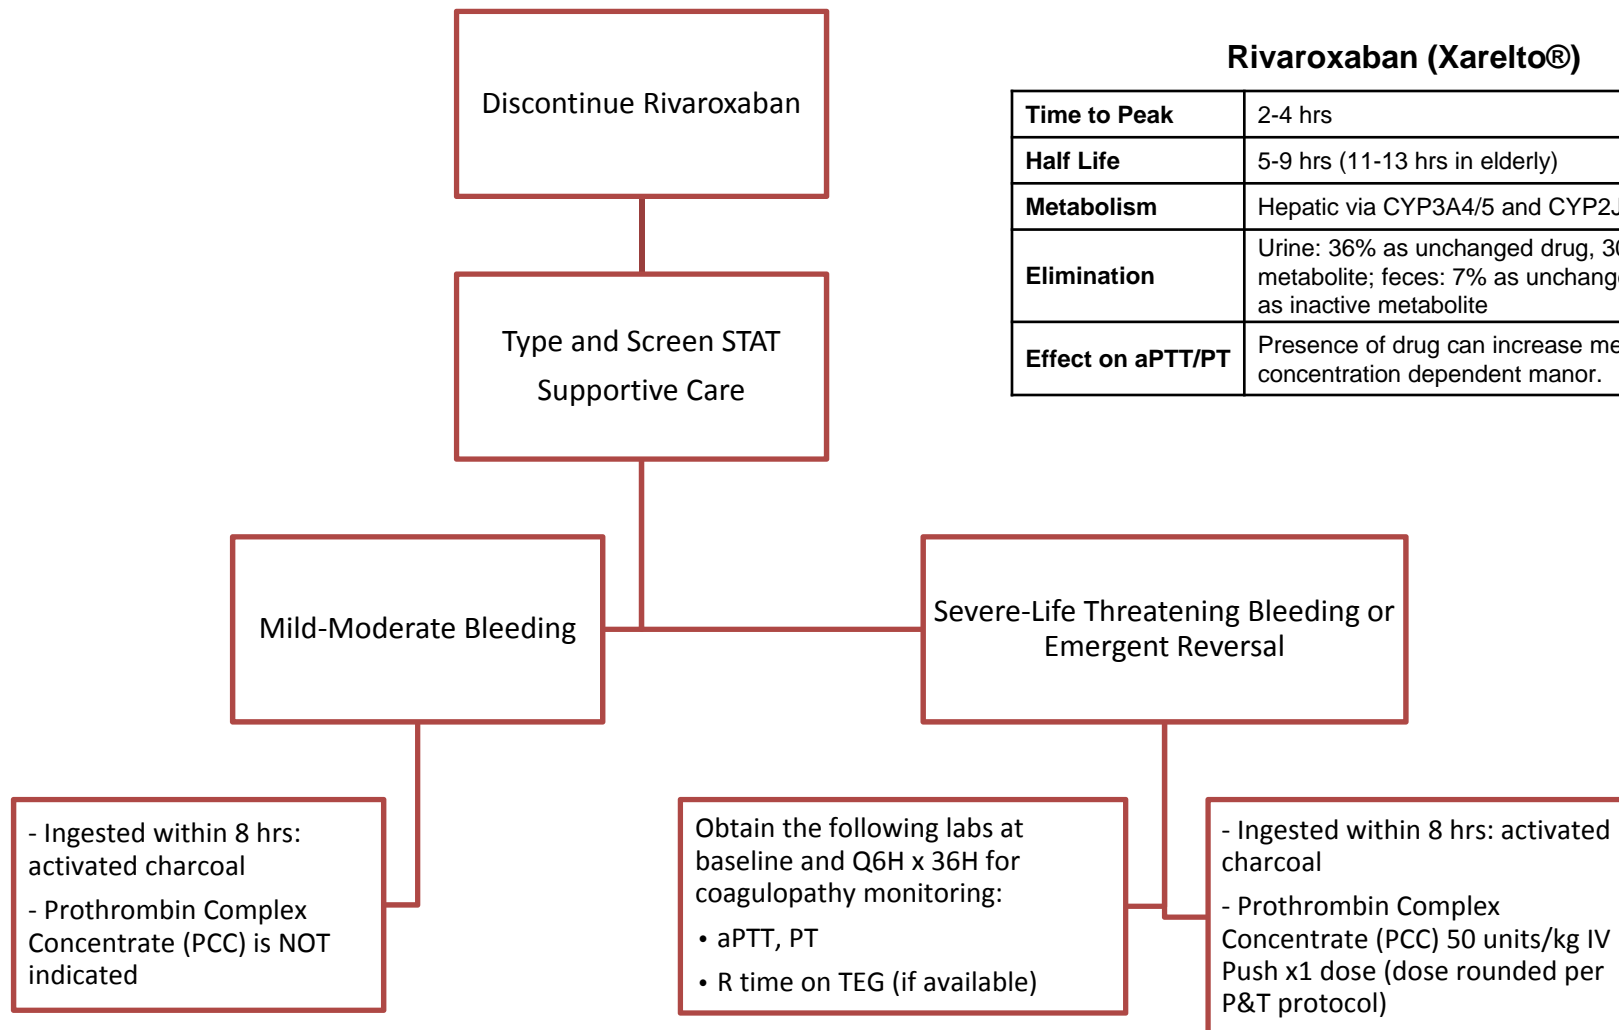 Discontinue Rivaroxaban
Rivaroxaban (Xarelto®)
Time to Peak 2-4 hrs
Half Life 5-9 hrs (11-13 hrs in elderly)
Metabolism Hepatic via CYP3A4/5 and
Elimination Urine: 36% as unchanged drug,
metabolite; feces: 7% as
as inactive metabolite
Effect on aPTT/PT Presence of drug can increase
concentration dependent manor.
Type and Screen STAT
Supportive Care
Mild-Moderate Bleeding
Severe-Life Threatening Bleeding or
Emergent Reversal
- Ingested within 8 hrs:
activated charcoal
- Prothrombin Complex
Concentrate (PCC) is NOT
indicated
Obtain the following labs at
baseline and Q6H x 36H for
coagulopathy monitoring:
• aPTT, PT
• R time on TEG (if available)
- Ingested within 8 hrs: activated
charcoal
- Prothrombin Complex
Concentrate (PCC) 50 units/kg IV
Push x1 dose (dose rounded per
P&T protocol)